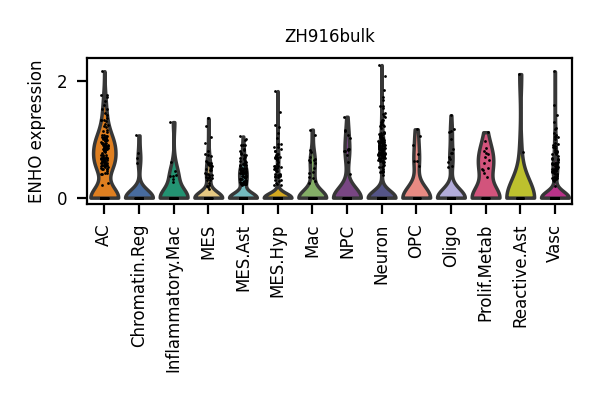 ZH916bulk
ENHO expression
2
0
AC
Chromatin.Reg
Inflammatory.Mac
MES
MES.Ast
MES.Hyp
Mac
NPC
Neuron
OPC
Oligo
Prolif.Metab
Reactive.Ast
Vasc